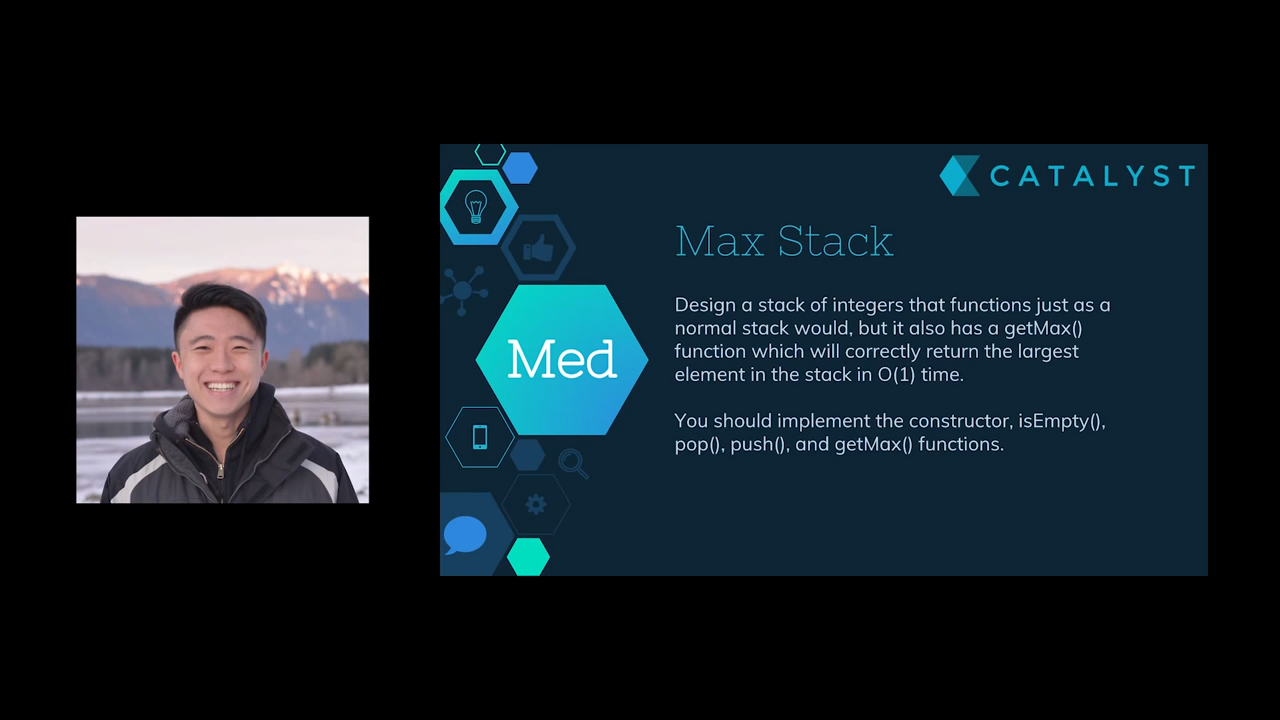 CATALYST
Max Stack
Design a stack of integers that functions just as a
normal stack would, but it also has a getMax()
function which will correctly return the largest
element in the stack in O(1) time.
Med
You should implement the constructor, isEmpty(),
pop(), push(), and getMax() functions.